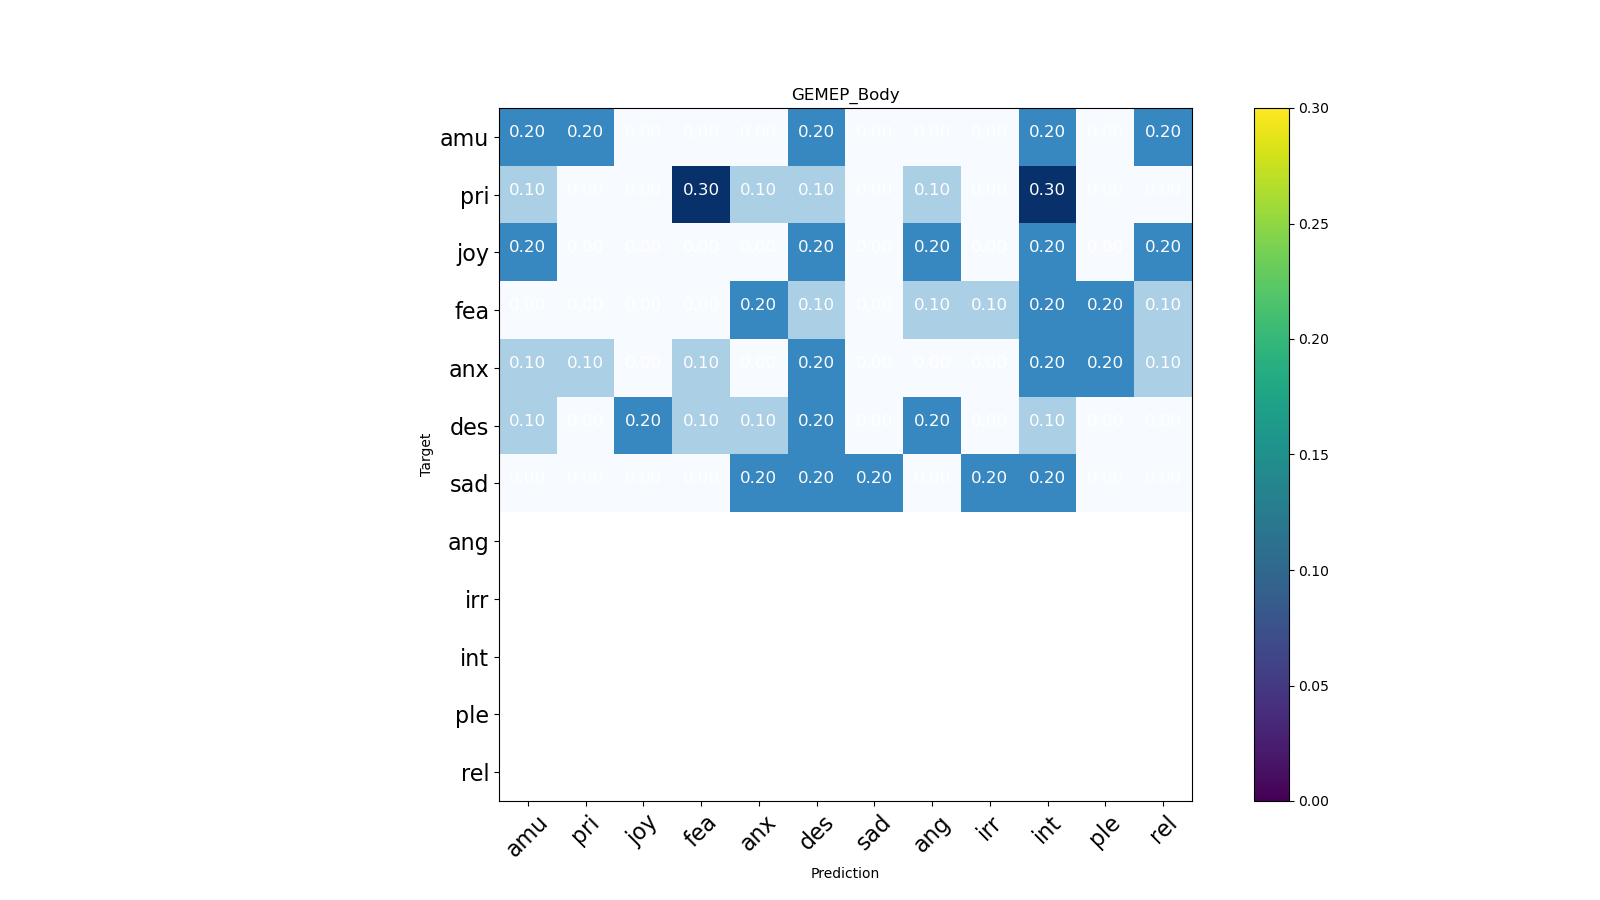 GEMEP_Body
amu 0.20 0.20 0.00 0.00 0.00 0.20 0.00 0.00 0.00 0.20 0.00 0.20
pri 0.10 0.00 0.00 0.30 0.10 0.10 0.00 0.10 0.00 0.30 0.00 0.00
joy 0.20 0.00 0.00 0.00 0.00 0.20 0.00 0.20 0.00 0.20 0.00 0.20
fea 0.00 0.00 0.00 0.00 0.20 0.10 0.00 0.10 0.10 0.20 0.20 0.10
anx 0.10 0.10 0.00 0.10 0.00 0.20 0.00 0.00 0.00 0.20 0.20 0.10
des 0.10 0.00 0.20 0.10 0.10 0.20 0.00 0.20 0.00 0.10 0.00 0.00
sad 0.00 0.00 0.00 0.00 0.20 0.20 0.20 0.00 0.20 0.20 0.00 0.00
ang
irr
int
ple
rel
Target
amu pri joy fea anx des sad ang irr int ple rel
Prediction
0.30
0.25
0.20
0.15
0.10
0.05
0.00